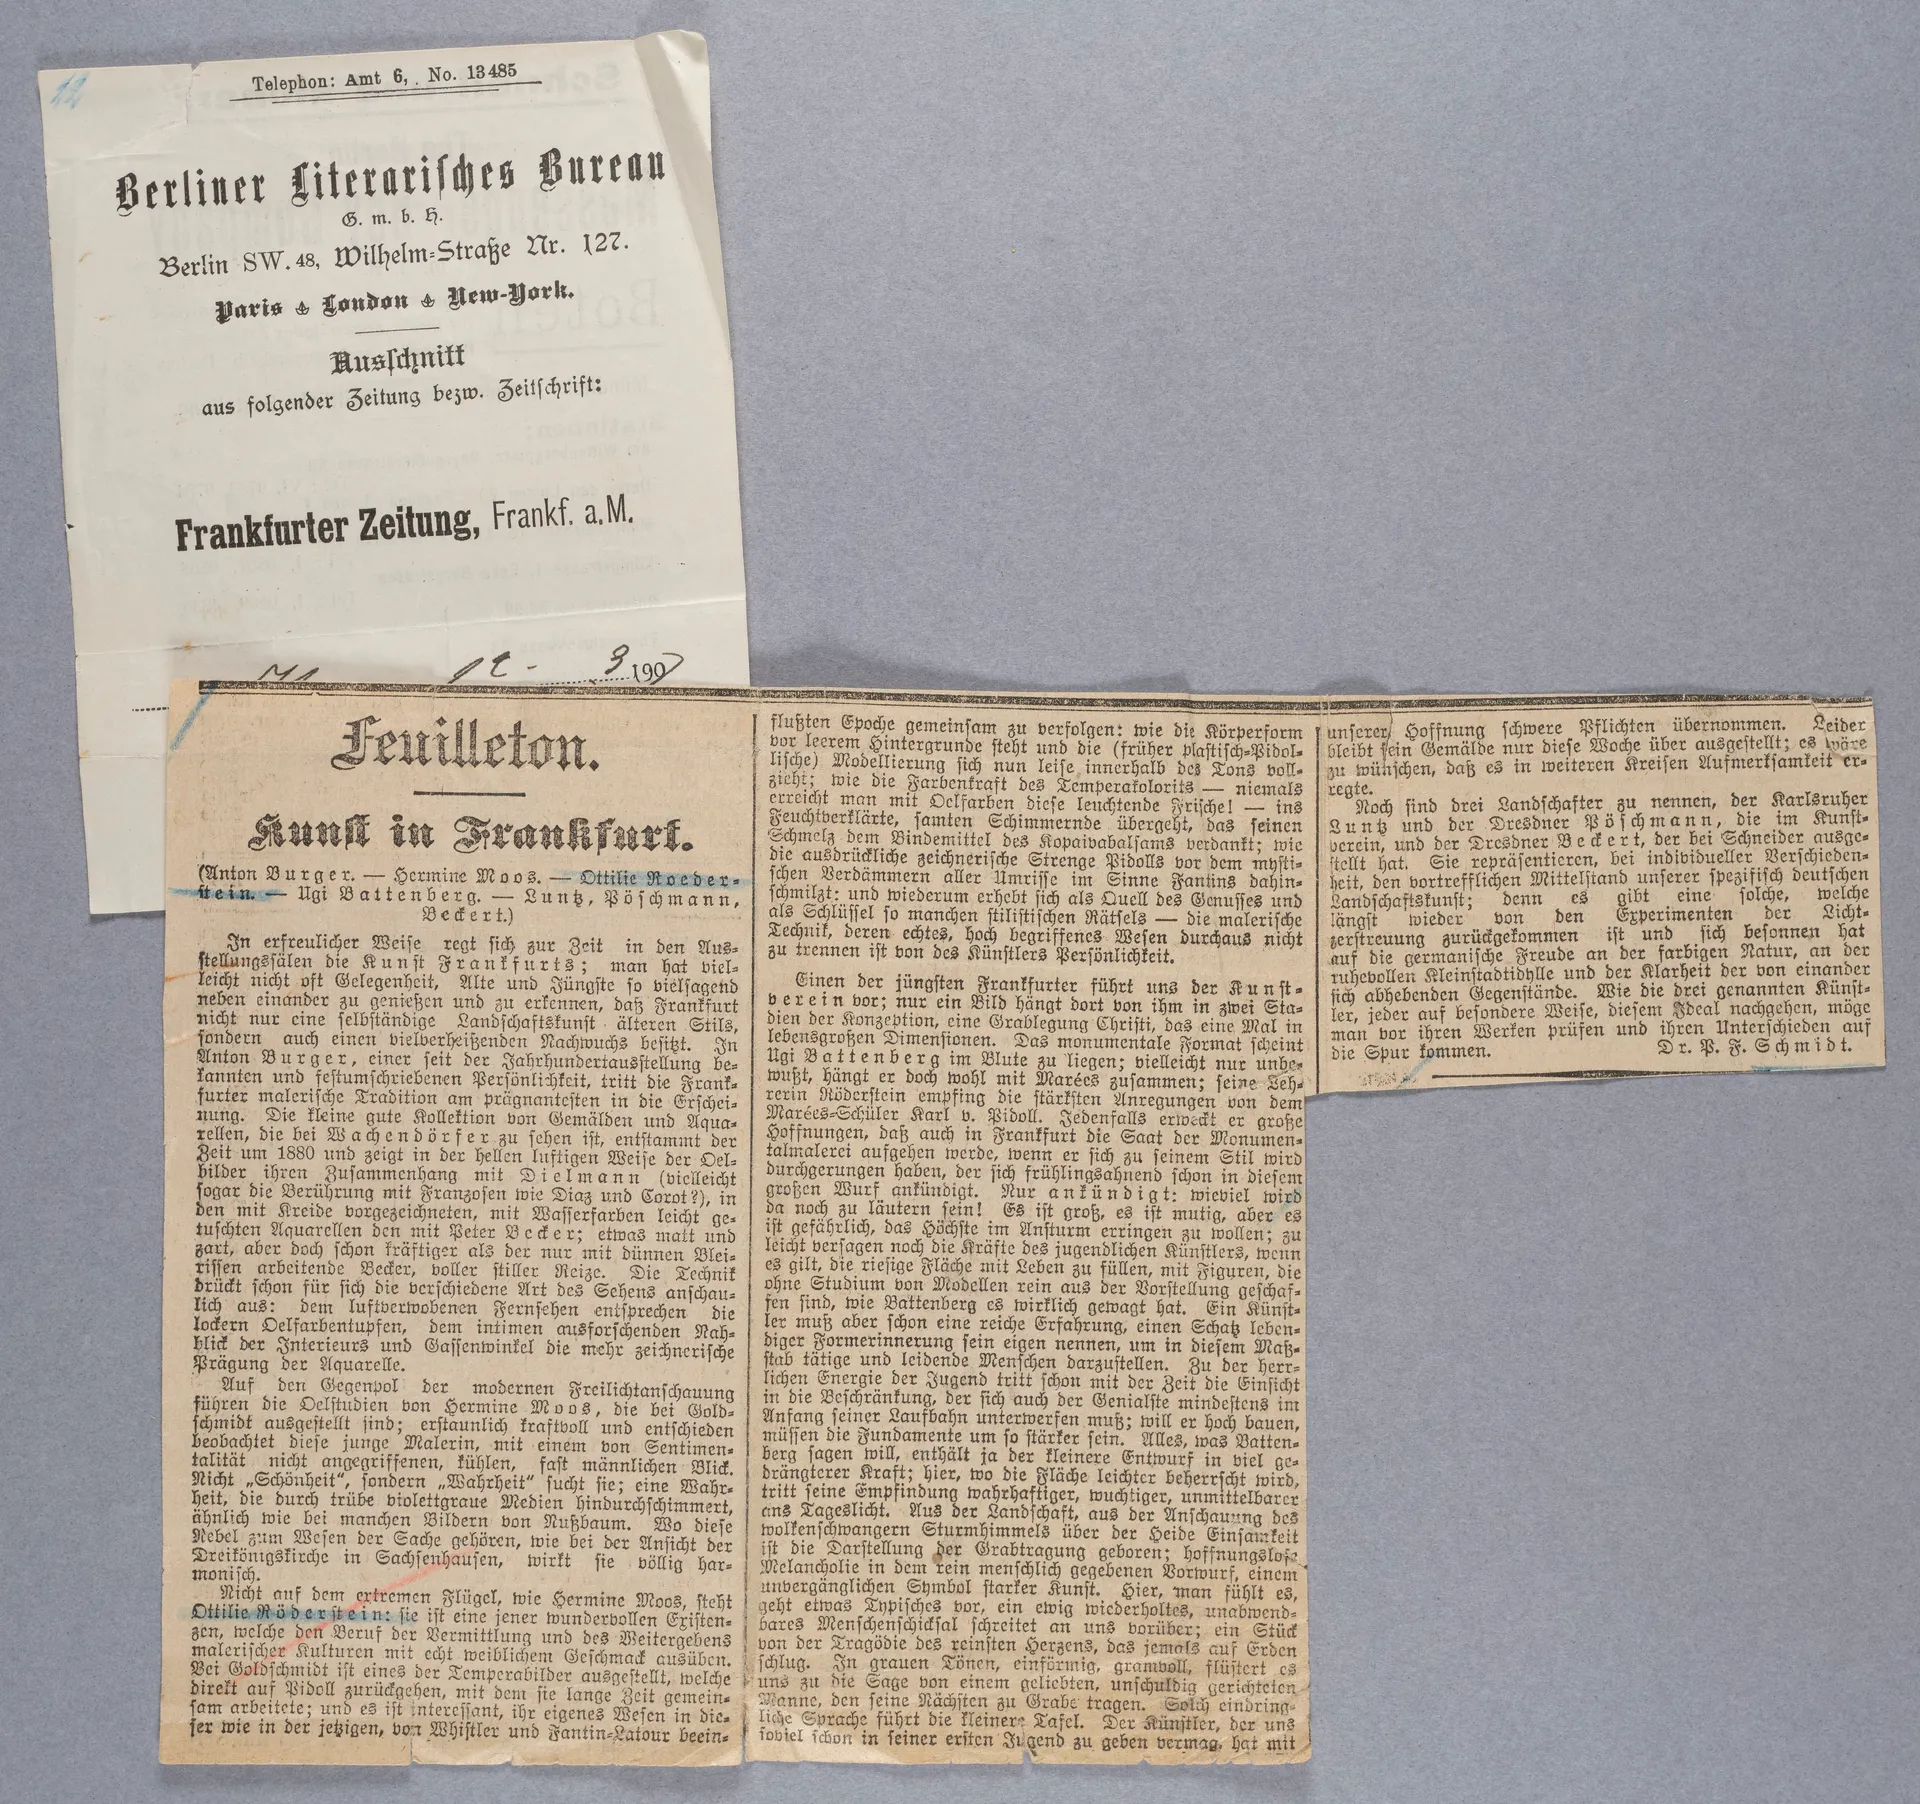 12
Telephon: Amt 6, No. 13485
Berliner Literarisches Bureau
G. m. b. H.
Berlin SW. 48, Wilhelm-Straße Nr. 127.
Paris London New-York.
Ausschnitt
aus folgender Zeitung bezw. Zeitschrift:
Frankfurter Zeitung, Frankf. a. M.
12 - 3 1907
Feuilleton.
Kunst in Frankfurt.
(Anton Burger. — Hermine Moos. — Ottilie Roeder-
stein. — Ugi Battenberg. — Luntz, Pöschmann,
Beckert.)
In erfreulicher Weise regt sich zur Zeit in den Aus-
stellungssälen die Kunst Frankfurts; man hat viel-
leicht nicht oft Gelegenheit, Alte und Jüngste so vielsagend
neben einander zu genießen und zu erkennen, daß Frankfurt
nicht nur eine selbständige Landschaftskunst älteren Stils,
sondern auch einen vielverheißenden Nachwuchs besitzt. In
Anton Burger, einer seit der Jahrhundertausstellung be-
kannten und festumschriebenen Persönlichkeit, tritt die Frank-
furter malerische Tradition am prägnantesten in die Erschei-
nung. Die kleine gute Kollektion von Gemälden und Aqua-
rellen, die bei Wachendörfer zu sehen ist, entstammt der
Zeit um 1880 und zeigt in der hellen luftigen Weise der Oel-
bilder ihren Zusammenhang mit Dielmann (vielleicht
sogar die Berührung mit Franzosen wie Diaz und Corot?), in
den mit Kreide vorgezeichneten, mit Wasserfarben leicht ge-
tuschten Aquarellen den mit Peter Becker; etwas matt und
zart, aber doch schon kräftiger als der nur mit dünnen Blei-
rissen arbeitende Becker, voller stiller Reize. Die Technik
drückt schon für sich die verschiedene Art des Sehens anschau-
lich aus: dem luftverwobenen Fernsehen entsprechen die
lockern Oelfarbentupfen, dem intimen ausforschenden Nah-
blick der Interieurs und Gassenwinkel die mehr zeichnerische
Prägung der Aquarelle.
Auf den Gegenpol der modernen Freilichtanschauung
führen die Oelstudien von Hermine Moos, die bei Gold-
schmidt ausgestellt sind; erstaunlich kraftvoll und entschieden
beobachtet diese junge Malerin, mit einem von Sentimen-
talität nicht angegriffenen, kühlen, fast männlichen Blick.
Nicht „Schönheit“, sondern „Wahrheit“ sucht sie; eine Wahr-
heit, die durch trübe violettgraue Medien hindurchschimmert,
ähnlich wie bei manchen Bildern von Nußbaum. Wo diese
Nebel zum Wesen der Sache gehören, wie bei der Ansicht der
Dreikönigskirche in Sachsenhausen, wirkt sie völlig har-
monisch.
Nicht auf dem extremen Flügel, wie Hermine Moos, steht
Ottilie Röderstein: sie ist eine jener wundervollen Existen-
zen, welche den Beruf der Vermittlung und des Weitergebens
malerischer Kulturen mit echt weiblichem Geschmack ausüben.
Bei Goldschmidt ist eines der Temperabilder ausgestellt, welche
direkt auf Pidoll zurückgehen, mit dem sie lange Zeit gemein-
sam arbeitete; und es ist interessant, ihr eigenes Wesen in die-
ser wie in der jetzigen, von Whistler und Fantin-Latour beein-
flußten Epoche gemeinsam zu verfolgen: wie die Körperform
vor leerem Hintergrunde steht und die (früher plastisch-Pidol-
lische) Modellierung sich nun leise innerhalb des Tons voll-
zieht; wie die Farbenkraft des Temperakolorits — niemals
erreicht man mit Oelfarben diese leuchtende Frische! — ins
Feuchtverklärte, samten Schimmernde übergeht, das seinen
Schmelz dem Bindemittel des Kopaivabalsams verdankt; wie
die ausdrückliche zeichnerische Strenge Pidolls vor dem mysti-
schen Verdämmern aller Umrisse im Sinne Fantins dahin-
schmilzt: und wiederum erhebt sich als Quell des Genusses und
als Schlüssel so manchen stilistischen Rätsels — die malerische
Technik, deren echtes, hoch begriffenes Wesen durchaus nicht
zu trennen ist von des Künstlers Persönlichkeit.
Einen der jüngsten Frankfurter führt uns der Kunst-
verein vor; nur ein Bild hängt dort von ihm in zwei Sta-
dien der Konzeption, eine Grablegung Christi, das eine Mal in
lebensgroßen Dimensionen. Das monumentale Format scheint
Ugi Battenberg im Blute zu liegen; vielleicht nur unbe-
wußt, hängt er doch wohl mit Marées zusammen; seine Leh-
rerin Röderstein empfing die stärksten Anregungen von dem
Marées-Schüler Karl v. Pidoll. Jedenfalls erweckt er große
Hoffnungen, daß auch in Frankfurt die Saat der Monumen-
talmalerei aufgehen werde, wenn er sich zu seinem Stil wird
durchgerungen haben, der sich frühlingsahnend schon in diesem
großen Wurf ankündigt. Nur ankündigt: wieviel wird
da noch zu läutern sein! Es ist groß, es ist mutig, aber es
ist gefährlich, das Höchste im Ansturm erringen zu wollen; zu
leicht versagen noch die Kräfte des jugendlichen Künstlers, wenn
es gilt, die riesige Fläche mit Leben zu füllen, mit Figuren, die
ohne Studium von Modellen rein aus der Vorstellung geschaf-
fen sind, wie Battenberg es wirklich gewagt hat. Ein Künst-
ler muß aber schon eine reiche Erfahrung, einen Schatz leben-
diger Formerinnerung sein eigen nennen, um in diesem Maß-
stab tätige und leidende Menschen darzustellen. Zu der herr-
lichen Energie der Jugend tritt schon mit der Zeit die Einsicht
in die Beschränkung, der sich auch der Genialste mindestens im
Anfang seiner Laufbahn unterwerfen muß; will er hoch bauen,
müssen die Fundamente um so stärker sein. Alles, was Batten-
berg sagen will, enthält ja der kleinere Entwurf in viel ge-
drängterer Kraft; hier, wo die Fläche leichter beherrscht wird,
tritt seine Empfindung wahrhaftiger, wuchtiger, unmittelbarer
ans Tageslicht. Aus der Landschaft, aus der Anschauung des
wolkenschwangern Sturmhimmels über der Heide Einsamkeit
ist die Darstellung der Grabtragung geboren; hoffnungslose
Melancholie in dem rein menschlich gegebenen Vorwurf, einem
unvergänglichen Symbol starker Kunst. Hier, man fühlt es,
geht etwas Typisches vor, ein ewig wiederholtes, unabwend-
bares Menschenschicksal schreitet an uns vorüber; ein Stück
von der Tragödie des reinsten Herzens, das jemals auf Erden
schlug. In grauen Tönen, einförmig, gramvoll, flüstert es
uns zu die Sage von einem geliebten, unschuldig gerichteten
Manne, den seine Nächsten zu Grabe tragen. Solch eindring-
liche Sprache führt die kleinere Tafel. Der Künstler, der uns
soviel schon in seiner ersten Jugend zu geben vermag, hat mit
unserer Hoffnung schwere Pflichten übernommen. Leider
bleibt sein Gemälde nur diese Woche über ausgestellt; es wäre
zu wünschen, daß es in weiteren Kreisen Aufmerksamkeit er-
regte.
Noch sind drei Landschafter zu nennen, der Karlsruher
Luntz und der Dresdner Pöschmann, die im Kunst-
verein, und der Dresdner Beckert, der bei Schneider ausge-
stellt hat. Sie repräsentieren, bei individueller Verschieden-
heit, den vortrefflichen Mittelstand unserer spezifisch deutschen
Landschaftskunst; denn es gibt eine solche, welche
längst wieder von den Experimenten der Licht-
zerstreuung zurückgekommen ist und sich besonnen hat
auf die germanische Freude an der farbigen Natur, an der
ruhevollen Kleinstadtidylle und der Klarheit der von einander
sich abhebenden Gegenstände. Wie die drei genannten Künst-
ler, jeder auf besondere Weise, diesem Ideal nachgehen, möge
man vor ihren Werken prüfen und ihren Unterschieden auf
die Spur kommen. Dr. P. F. Schmidt.